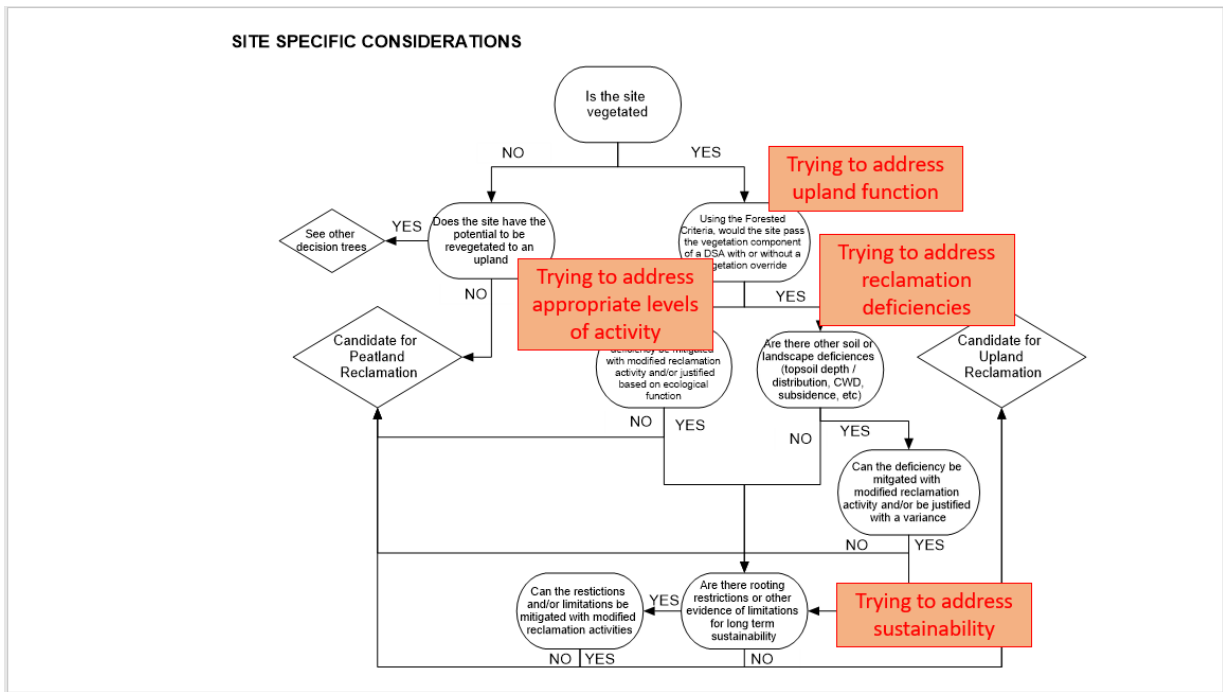 SITE SPECIFIC CONSIDERATIONS
Is the site
vegetated
NO
YES
Trying to address
upland function
See other
decision trees
YES
Does the site have the
potential to be
revegetated to an
upland
Using the Forested
Criteria, would the site pass
the vegetation component
of a DSA with or without a
override
Trying to address
appropriate levels
of activity
Trying to address
reclamation
deficiencies
NO
YES
Candidate for
Peatland
Reclamation
be mitigated
with modified reclamation
activity and/or justified
based on ecological
function
Are there other soil or
landscape deficiences
(topsoil depth /
distribution, CWD,
subsidence, etc)
Candidate for
Upland
Reclamation
NO
YES
NO
YES
Can the deficiency be
mitgated with
modified reclamation
activity and/or be justified
with a variance
NO
YES
Can the restictions
and/or limitations be
mitigated with modified
reclamation activities
YES
Are there rooting
restrictions or other
evidence of limitations
for long term
sustainability
Trying to address
sustainability
NO
YES
NO